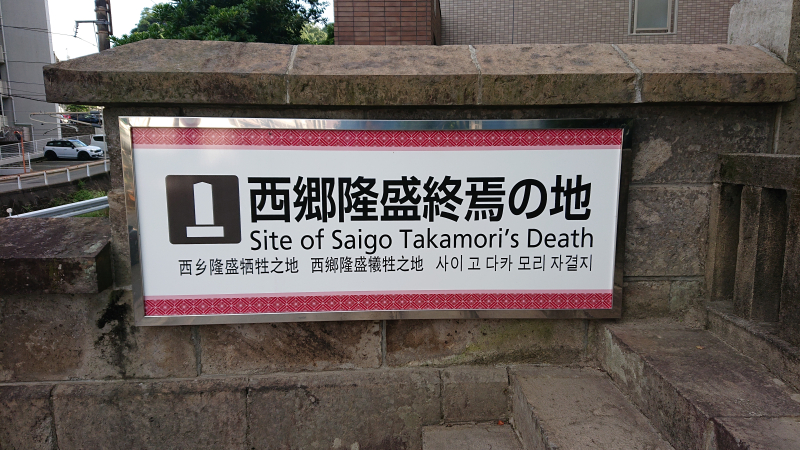 西郷隆盛終焉の地
Site of Saigo Takamori's Death
西乡隆盛牺牲之地 西鄉隆盛犧牲之地 사이 고 다카 모리 자결지